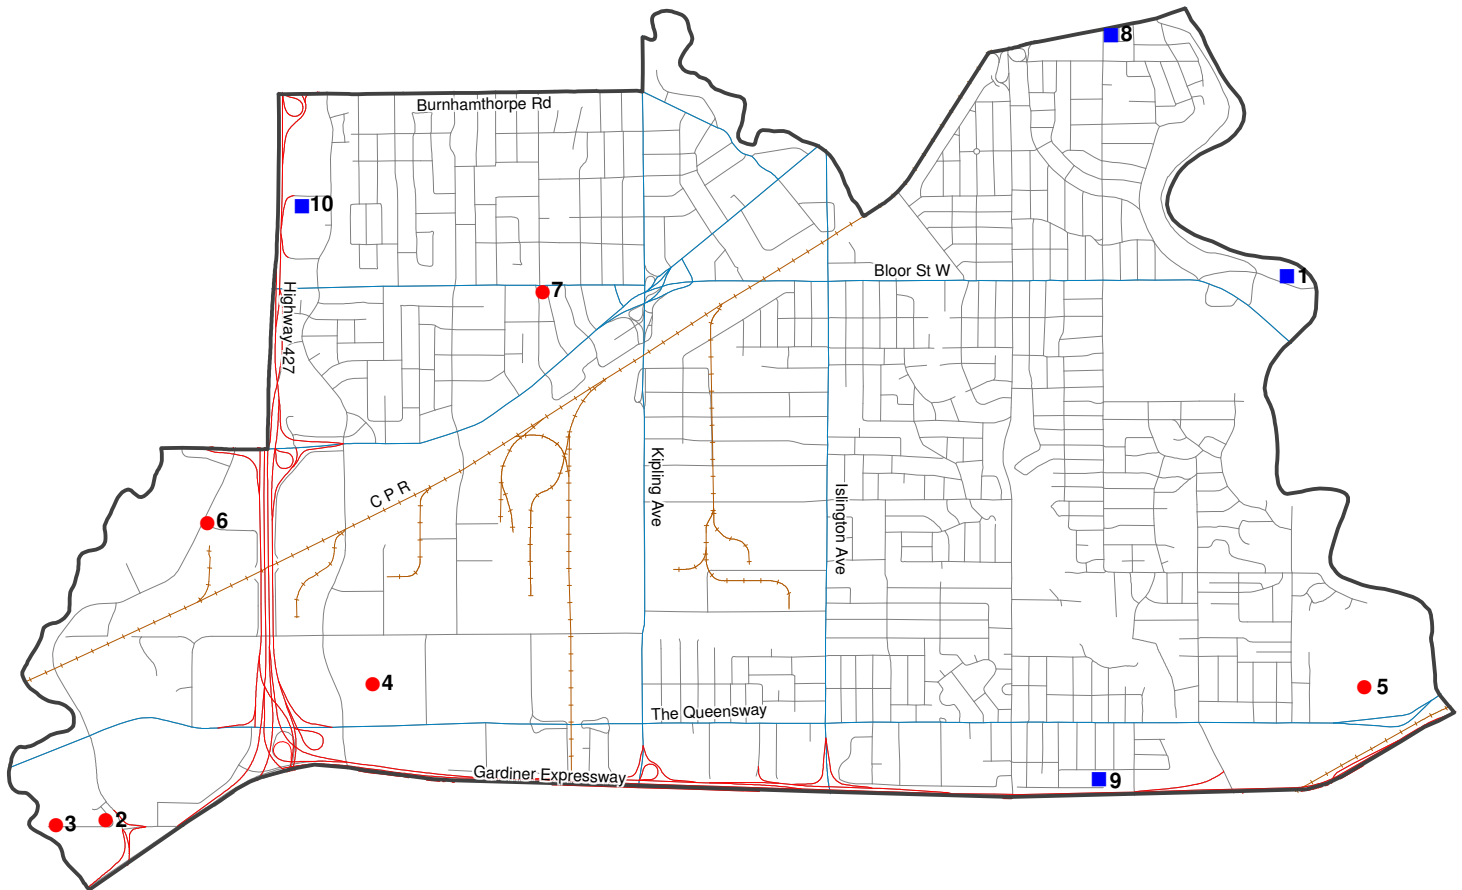 8
Burnhamthorpe Rd
10
Bloor St W
1
7
Highway 427
Kipling Ave
Islington Ave
C P R
6
4
5
The Queensway
Gardiner Expressway
9
2
3